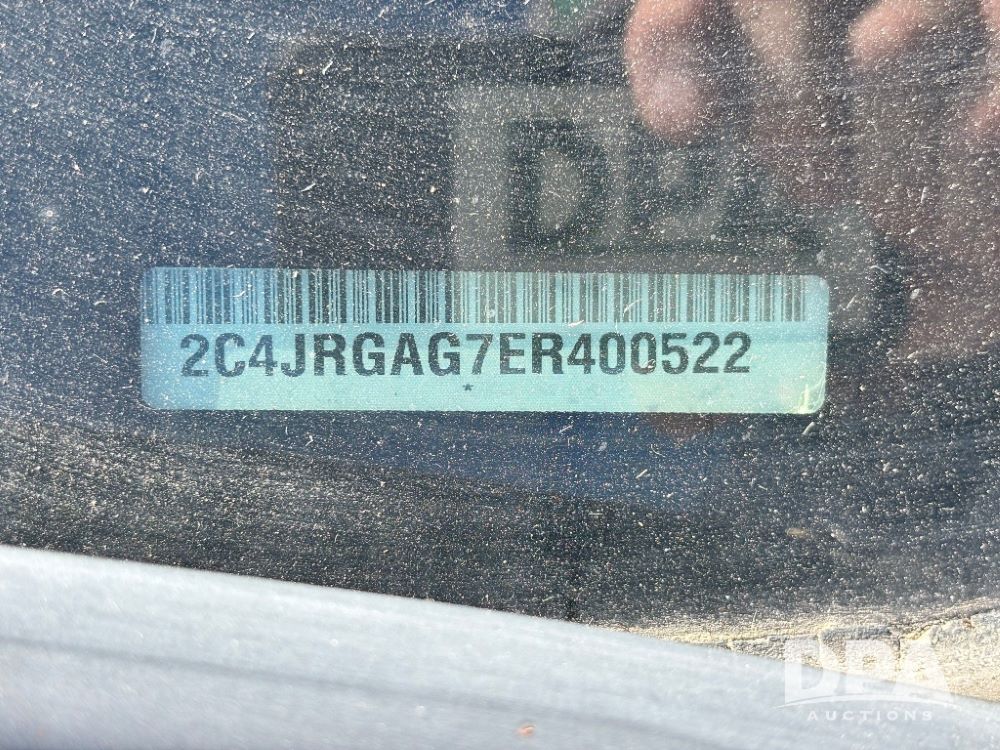 2C4JRGAG7ER400522
*
DPA
AUCTIONS